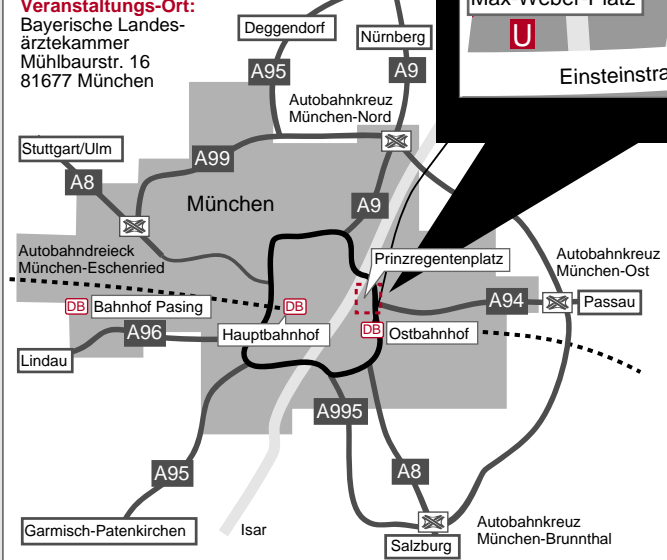 Veranstaltungs-Ort:
Bayerische Landes-
ärztekammer
Mühlbaurstr. 16
81677 München
Deggendorf
Nürnberg
Max-Weber-Platz
U
Einsteinstra
A95
A9
Autobahnkreuz
München-Nord
Stuttgart/Ulm
A99
A8
München
A9
Autobahndreieck
München-Eschenried
Prinzregentenplatz
Autobahnkreuz
München-Ost
DB Bahnhof Pasing
DB
Hauptbahnhof
DB Ostbahnhof
A94
Passau
A96
Lindau
A995
A95
A8
Garmisch-Patenkirchen
Isar
Salzburg
Autobahnkreuz
München-Brunnthal